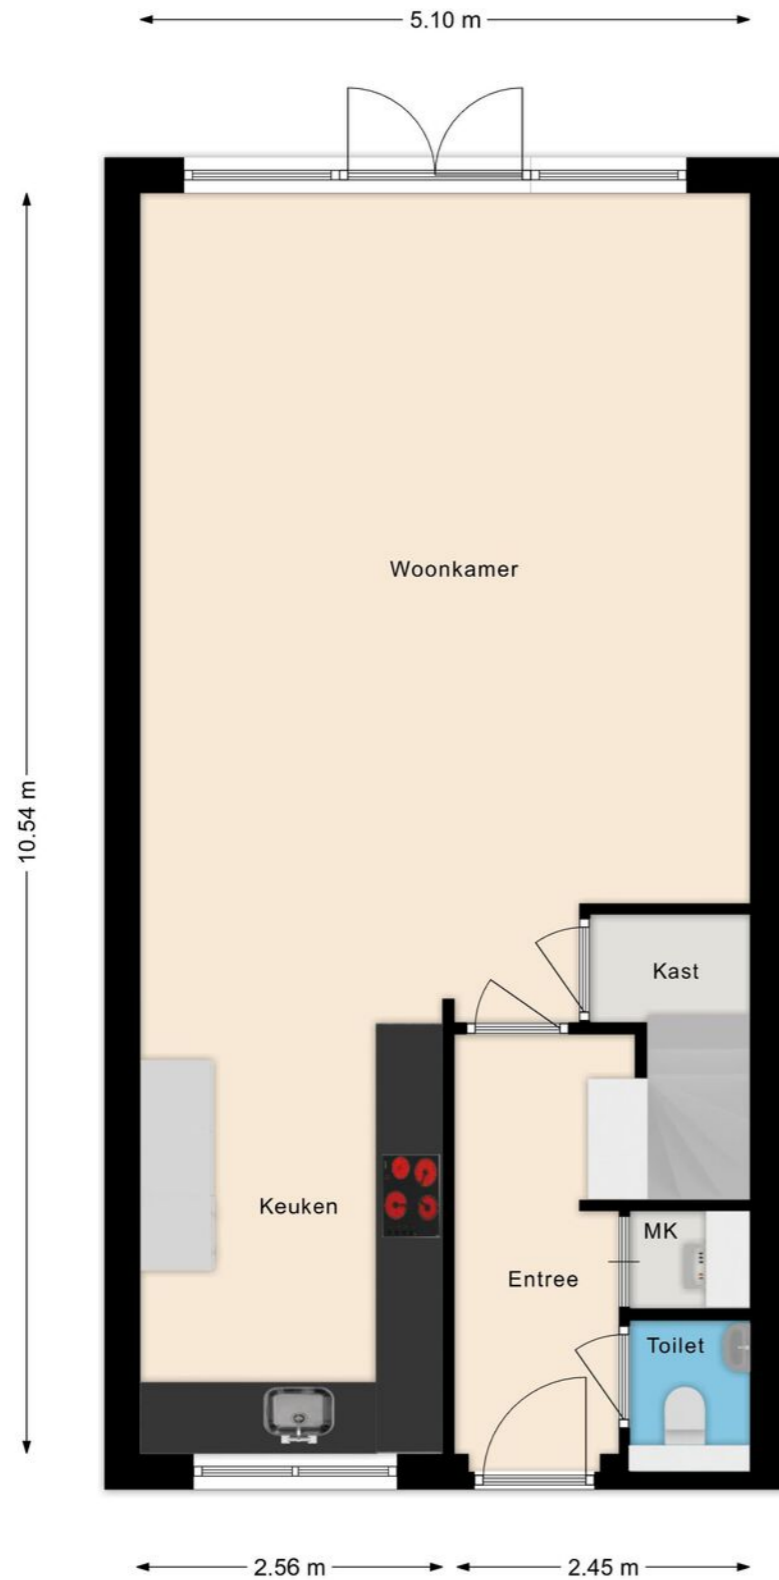 5.10 m
Woonkamer
10.54 m
Kast
Keuken
MK
Entree
Toilet
2.56 m
2.45 m